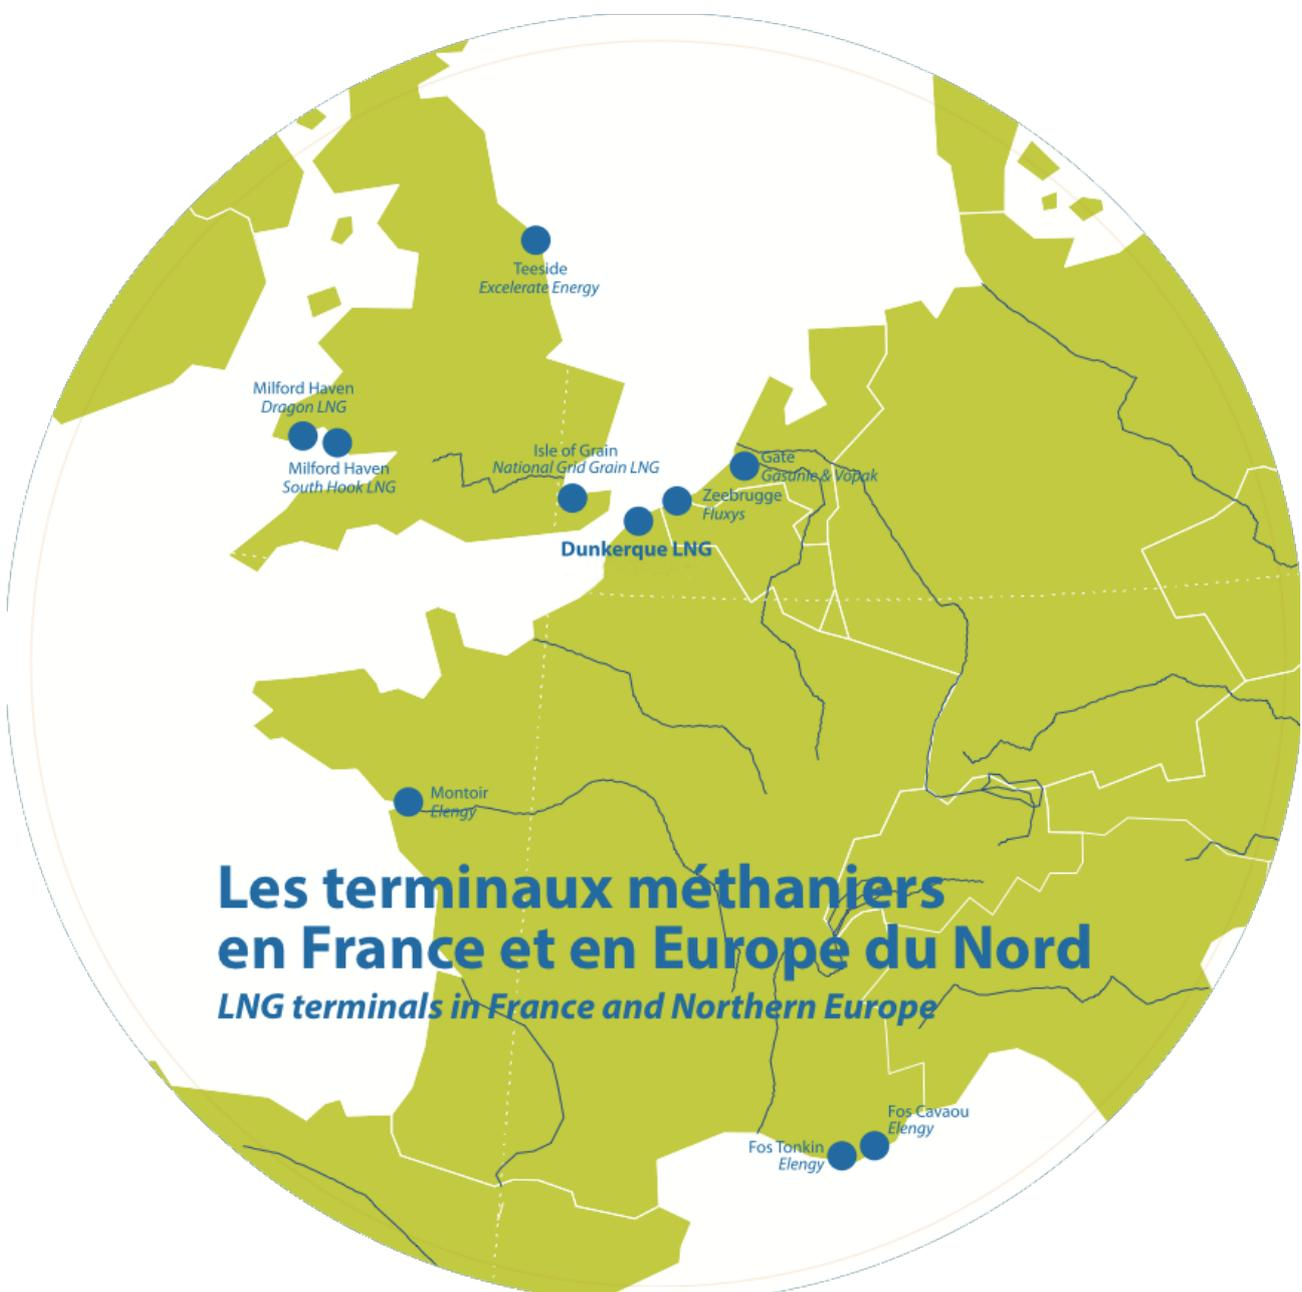 Teeside
Excelerate Energy
Milford Haven
Dragon LNG
Milford Haven
South Hook LNG
Isle of Grain
National Grid Grain LNG
Gate
Gasunie & Vopak
Zeebrugge
Fluxys
Dunkerque LNG
Montoir
Elengy
Les terminaux méthaniers
en France et en Europe du Nord
LNG terminals in France and Northern Europe
Fos Cavaou
Elengy
Fos Tonkin
Elengy